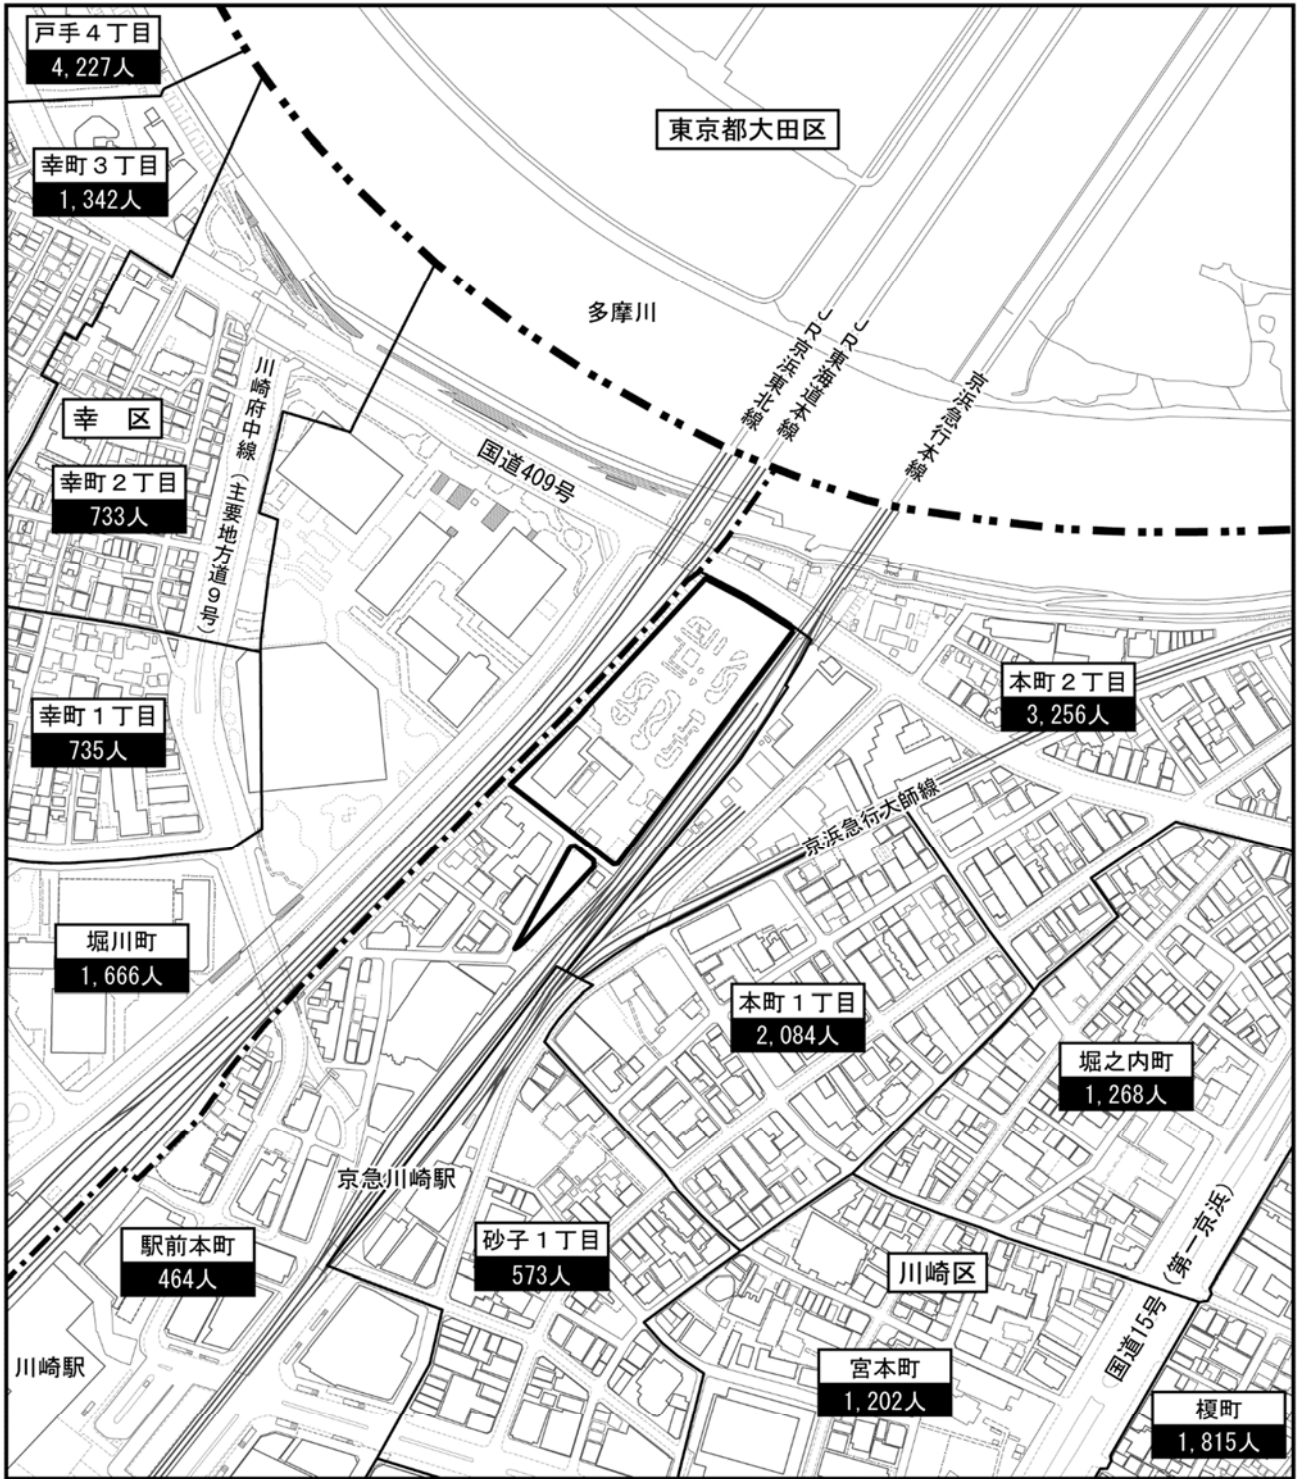 戸手4丁目
4,227人
東京都大田区
幸町3丁目
1,342人
多摩川
JR京浜東北線
JR東海道本線
京浜急行本線
川崎府中線(主要地方道9号)
幸 区
国道409号
幸町2丁目
733人
本町2丁目
3,256人
幸町1丁目
735人
京浜急行大師線
堀川町
1,666人
本町1丁目
2,084人
堀之内町
1,268人
京急川崎駅
駅前本町
464人
砂子1丁目
573人
川崎区
国道15号(第一京浜)
川崎駅
宮本町
1,202人
榎町
1,815人